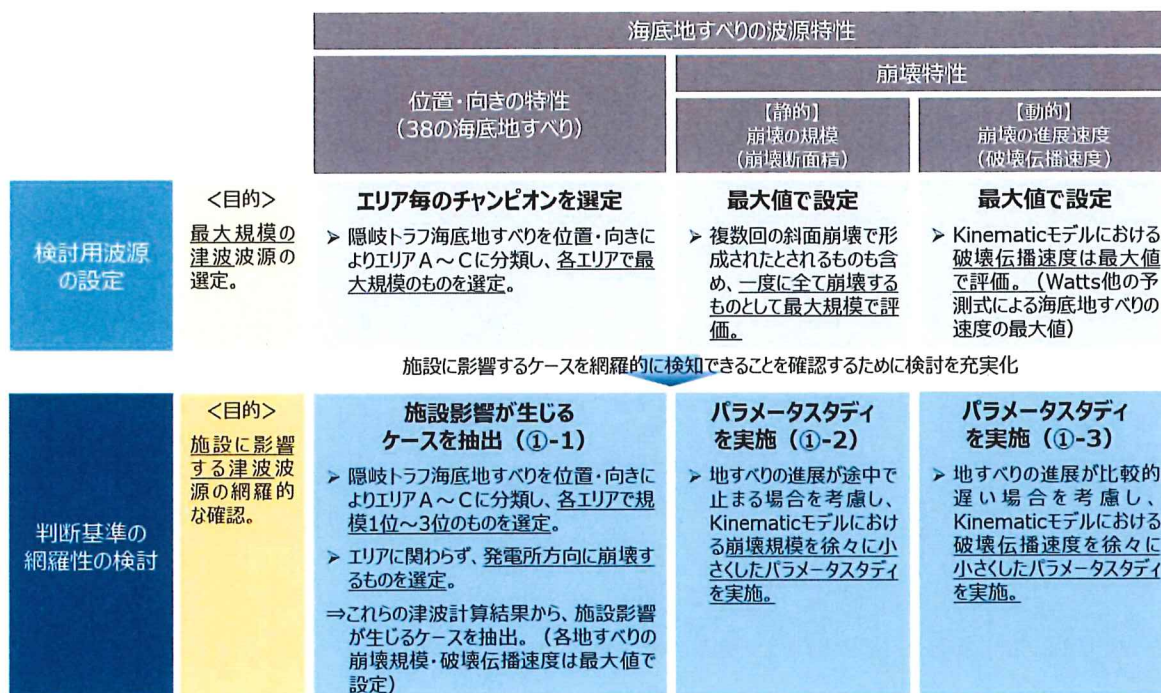 海底地すべりの波源特性
位置・向きの特性
(38の海底地すべり)
崩壊特性
【静的】
崩壊の規模
(崩壊断面積)
【動的】
崩壊の進展速度
(破壊伝播速度)
検討用波源
の設定
<目的>
最大規模の
津波波源の
選定。
エリア毎のチャンピオンを選定
➢ 隠岐トラフ海底地すべりを位置・向きに
よりエリアA~Cに分類し、各エリアで最
大規模のものを選定。
最大値で設定
➢ 複数回の斜面崩壊で形
成されたとされるものも含
め、一度に全て崩壊する
ものとして最大規模で評
価。
最大値で設定
➢ Kinematicモデルにおける
破壊伝播速度は最大値
で評価。(Watts他の予
測式による海底地すべりの
速度の最大値)
施設に影響するケースを網羅的に検知できることを確認するために検討を充実化
判断基準の
網羅性の検討
<目的>
施設に影響
する津波波
源の網羅的
な確認。
施設影響が生じる
ケースを抽出(①-1)
➢ 隠岐トラフ海底地すべりを位置・向きに
よりエリアA~Cに分類し、各エリアで規
模1位~3位のものを選定。
➢ エリアに関わらず、発電所方向に崩壊す
るものを選定。
⇒これらの津波計算結果から、施設影響
が生じるケースを抽出。(各地すべりの
崩壊規模・破壊伝播速度は最大値で
設定)
パラメータスタディ
を実施(①-2)
➢ 地すべりの進展が途中で
止まる場合を考慮し、
Kinematicモデルにおけ
る崩壊規模を徐々に小
さくしたパラメータスタディ
を実施。
パラメータスタディ
を実施(①-3)
➢ 地すべりの進展が比較的
遅い場合を考慮し、
Kinematicモデルにおける
破壊伝播速度を徐々に
小さくしたパラメータスタディ
を実施。